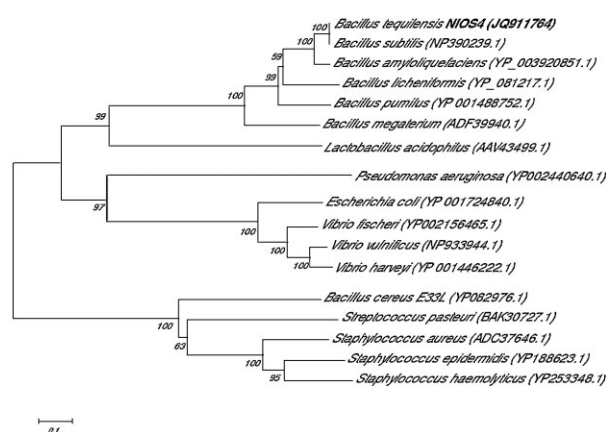 100
Bacillus tequilensis NIOS4 (JQ911764)
100
Bacillus subtilis (NP390239.1)
59
Bacillus amyloliquefaciens (YP_003920851.1)
99
Bacillus licheniformis (YP_081217.1)
100
Bacillus pumilus (YP 001488752.1)
99
Bacillus megaterium (ADF39940.1)
Lactobacillus acidophilus (AAV43499.1)
Pseudomonas aeruginosa (YP002440640.1)
97
Escherichia coli (YP 001724840.1)
100
Vibrio fischeri (YP002156465.1)
100
Vibrio vulnificus (NP933944.1)
100
Vibrio harveyi (YP 001446222.1)
Bacillus cereus E33L (YP082976.1)
100
Streptococcus pasteuri (BAK30727.1)
63
Staphylococcus aureus (ADC37646.1)
100
Staphylococcus epidermidis (YP188623.1)
95
Staphylococcus haemolyticus (YP253348.1)
0.1